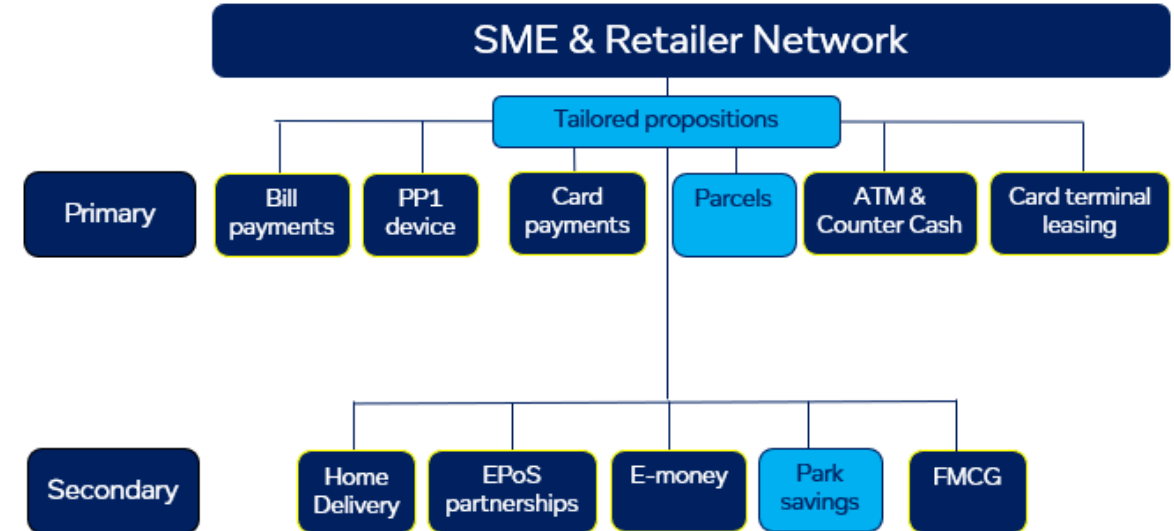 SME & Retailer Network
Tailored propositions
Primary
Bill
payments
PP1
device
Card
payments
Parcels
ATM &
Counter Cash
Card terminal
leasing
Secondary
Home
Delivery
EPoS
partnerships
E-money
Park
savings
FMCG